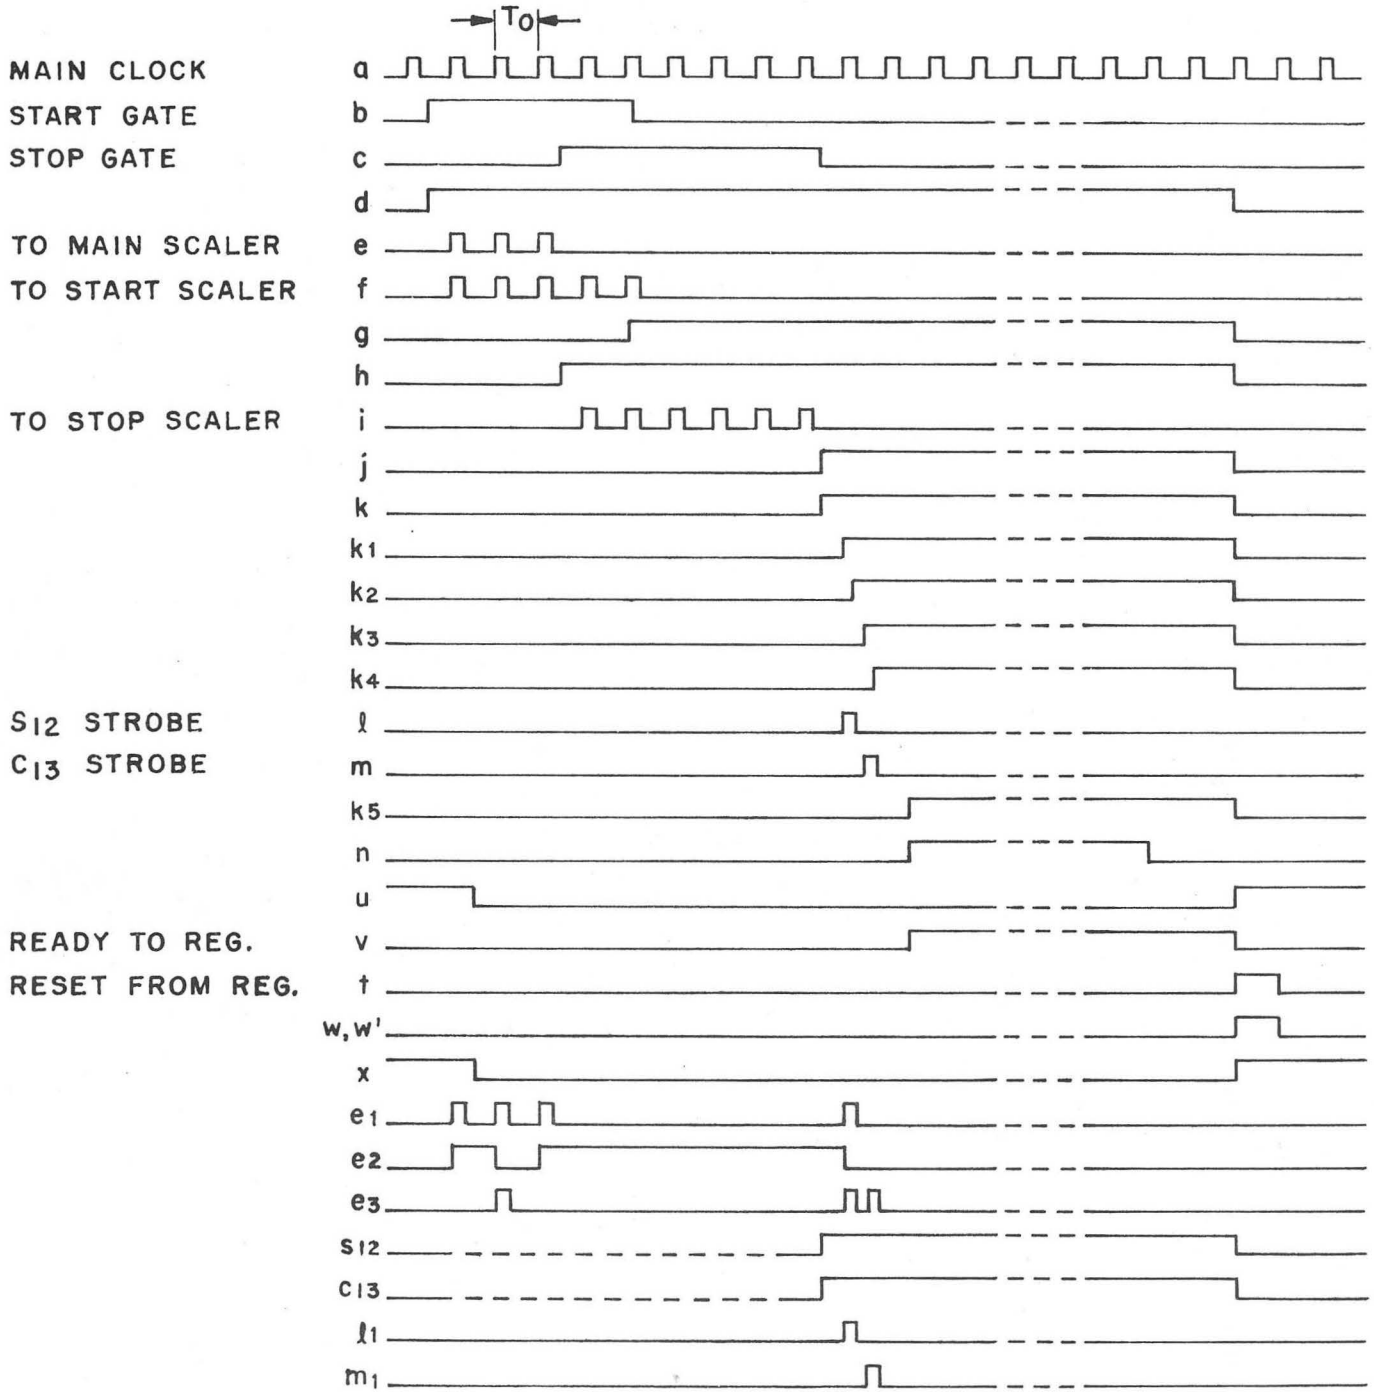 To
MAIN CLOCK a
START GATE b
STOP GATE c
d
TO MAIN SCALER e
TO START SCALER f
g
h
TO STOP SCALER i
j
k
k1
k2
k3
k4
S12 STROBE ℓ
C13 STROBE m
k5
n
u
READY TO REG. v
RESET FROM REG. t
w, w'
x
e1
e2
e3
S12
C13
ℓ1
m1